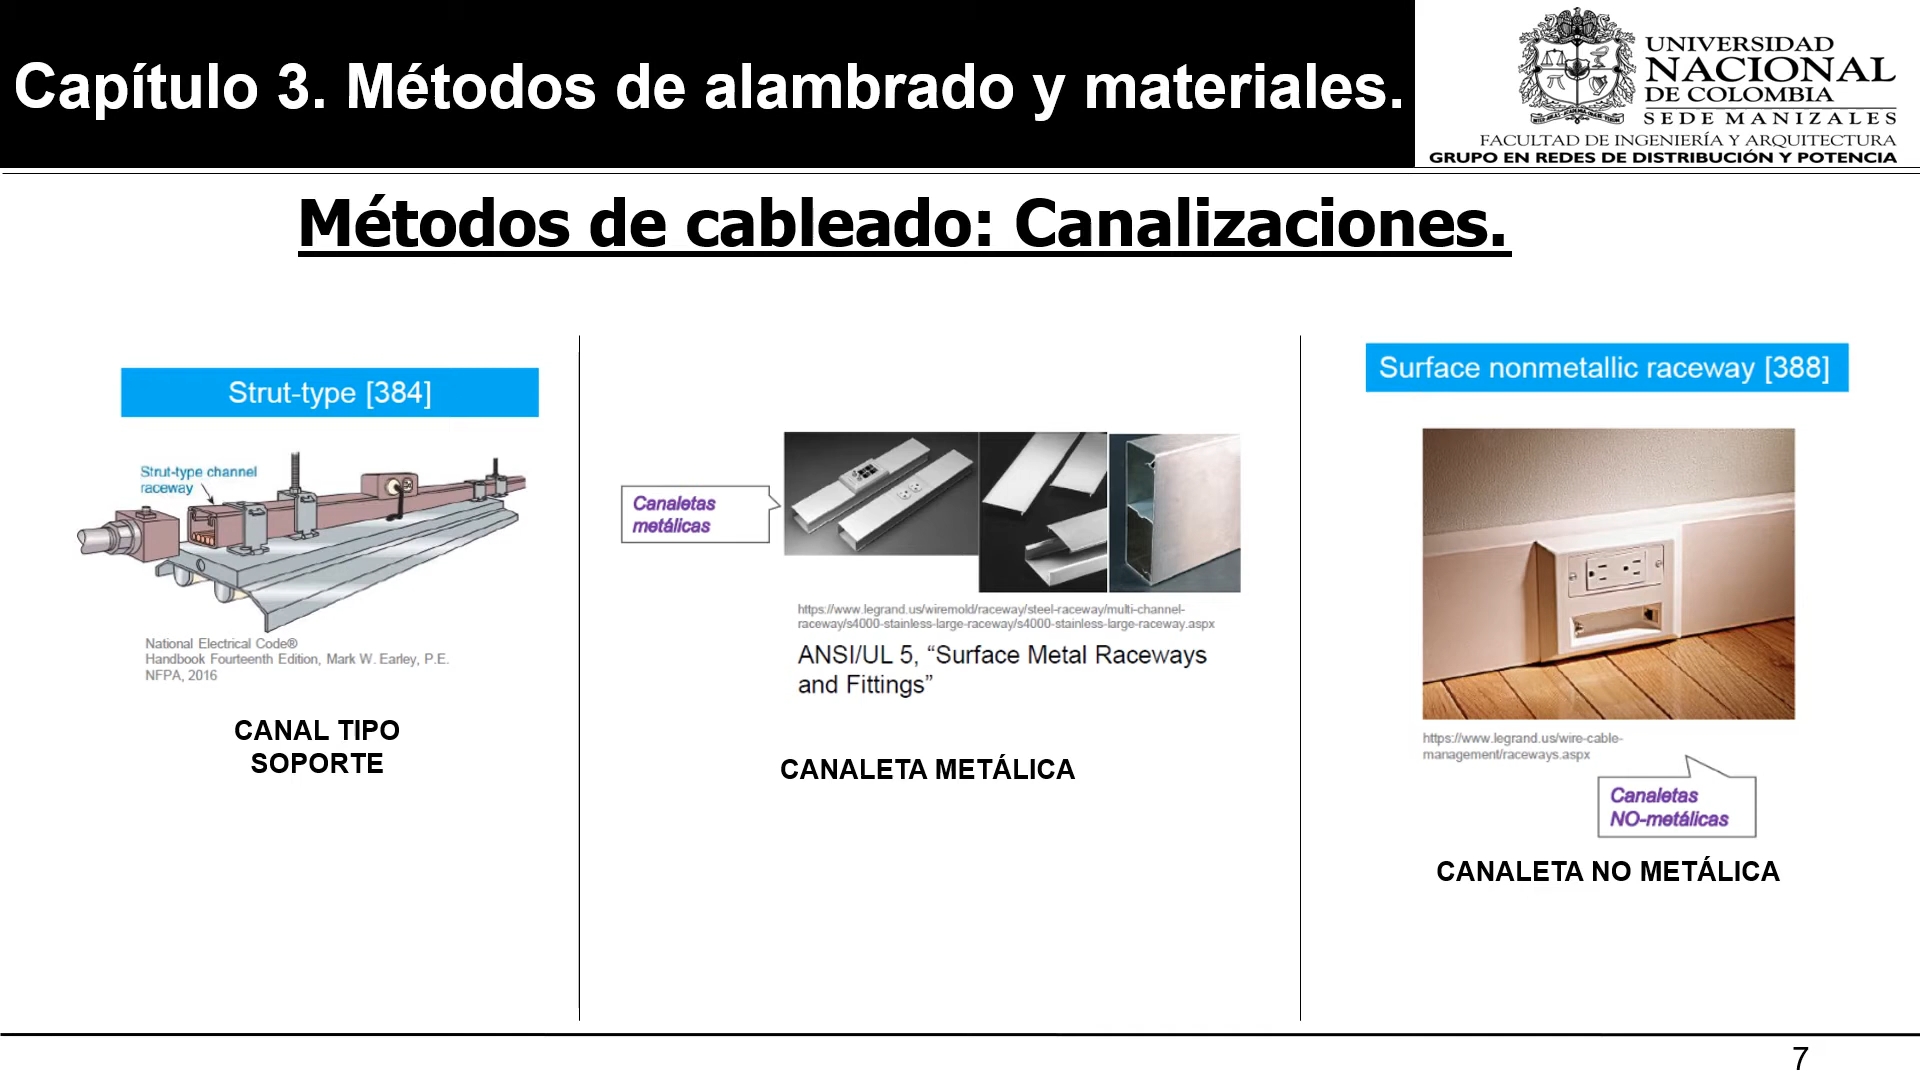 Capítulo 3. Métodos de alambrado y materiales.
UNIVERSIDAD
NACIONAL
DE COLOMBIA
SEDE MANIZALES
FACULTAD DE INGENIERÍA Y ARQUITECTURA
GRUPO EN REDES DE DISTRIBUCIÓN Y POTENCIA
Métodos de cableado: Canalizaciones.
Strut-type [384]
Strut-type channel
raceway
National Electrical Code®
Handbook Fourteenth Edition, Mark W. Earley, P.E.
NFPA, 2016
CANAL TIPO
SOPORTE
Canaletas
metálicas
https://www.legrand.us/wiremold/raceway/steel-raceway/multi-channel-
raceway/s4000-stainless-large-raceway/s4000-stainless-large-raceway.aspx
ANSI/UL 5, “Surface Metal Raceways
and Fittings”
CANALETA METÁLICA
Surface nonmetallic raceway [388]
https://www.legrand.us/wire-cable-
management/raceways.aspx
Canaletas
NO-metálicas
CANALETA NO METÁLICA
7